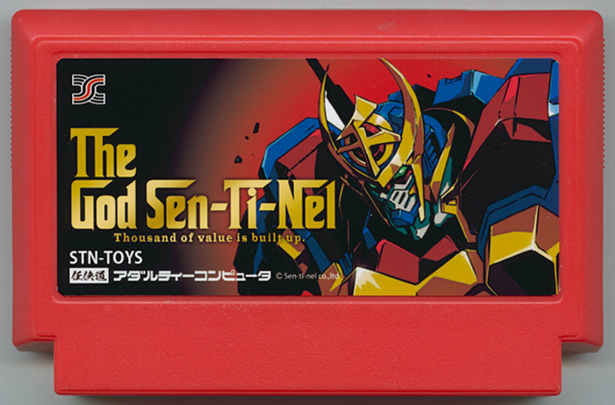 The
God Sen-Ti-Nel
Thousand of value is built up.
STN-TOYS
任侠道 アダルティーコンピュータ © Sen-ti-nel co.,ltd